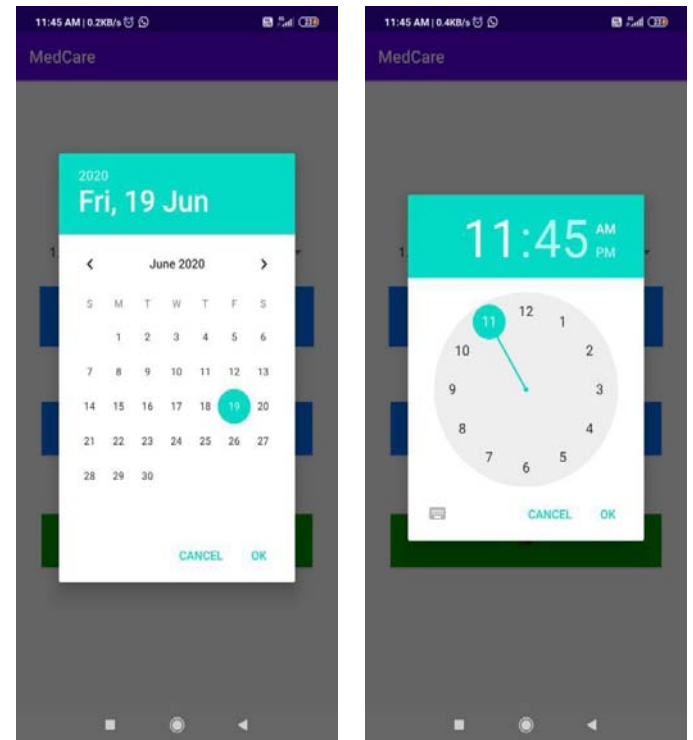 11:45 AM | 0.2KB/s
MedCare
2020
Fri, 19 Jun
1.
June 2020
S M T W T F S
1 2 3 4 5 6
7 8 9 10 11 12 13
14 15 16 17 18 19 20
21 22 23 24 25 26 27
28 29 30
CANCEL OK
11:45 AM | 0.4KB/s
MedCare
11:45 AM
PM
1.
12
11 1
10 2
9 3
8 4
7 5
6
CANCEL OK